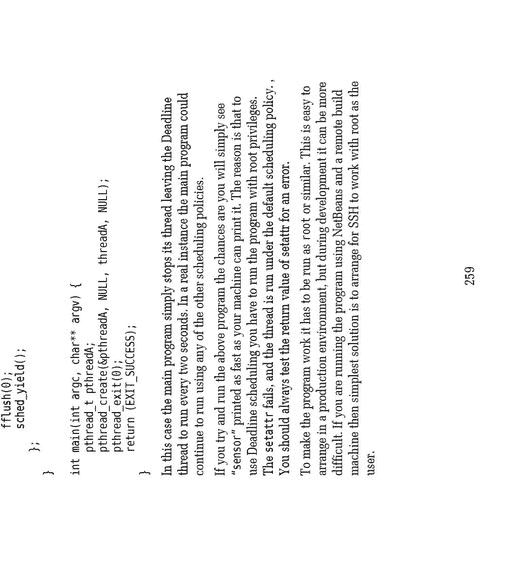 fflush(0);
sched_yield();
};
}
int main(int argc, char** argv) {
pthread_t pthreadA;
pthread_create(&pthreadA, NULL, threadA, NULL);
pthread_exit(0);
return (EXIT_SUCCESS);
}
In this case the main program simply stops its thread leaving the Deadline
thread to run every two seconds. In a real instance the main program could
continue to run using any of the other scheduling policies.
If you try and run the above program the chances are you will simply see
“sensor” printed as fast as your machine can print it. The reason is that to
use Deadline scheduling you have to run the program with root privileges.
The setattr fails, and the thread is run under the default scheduling policy. ,
You should always test the return value of setattr for an error.
To make the program work it has to be run as root or similar. This is easy to
arrange in a production environment, but during development it can be more
difficult. If you are running the program using NetBeans and a remote build
machine then simplest solution is to arrange for SSH to work with root as the
user.
259